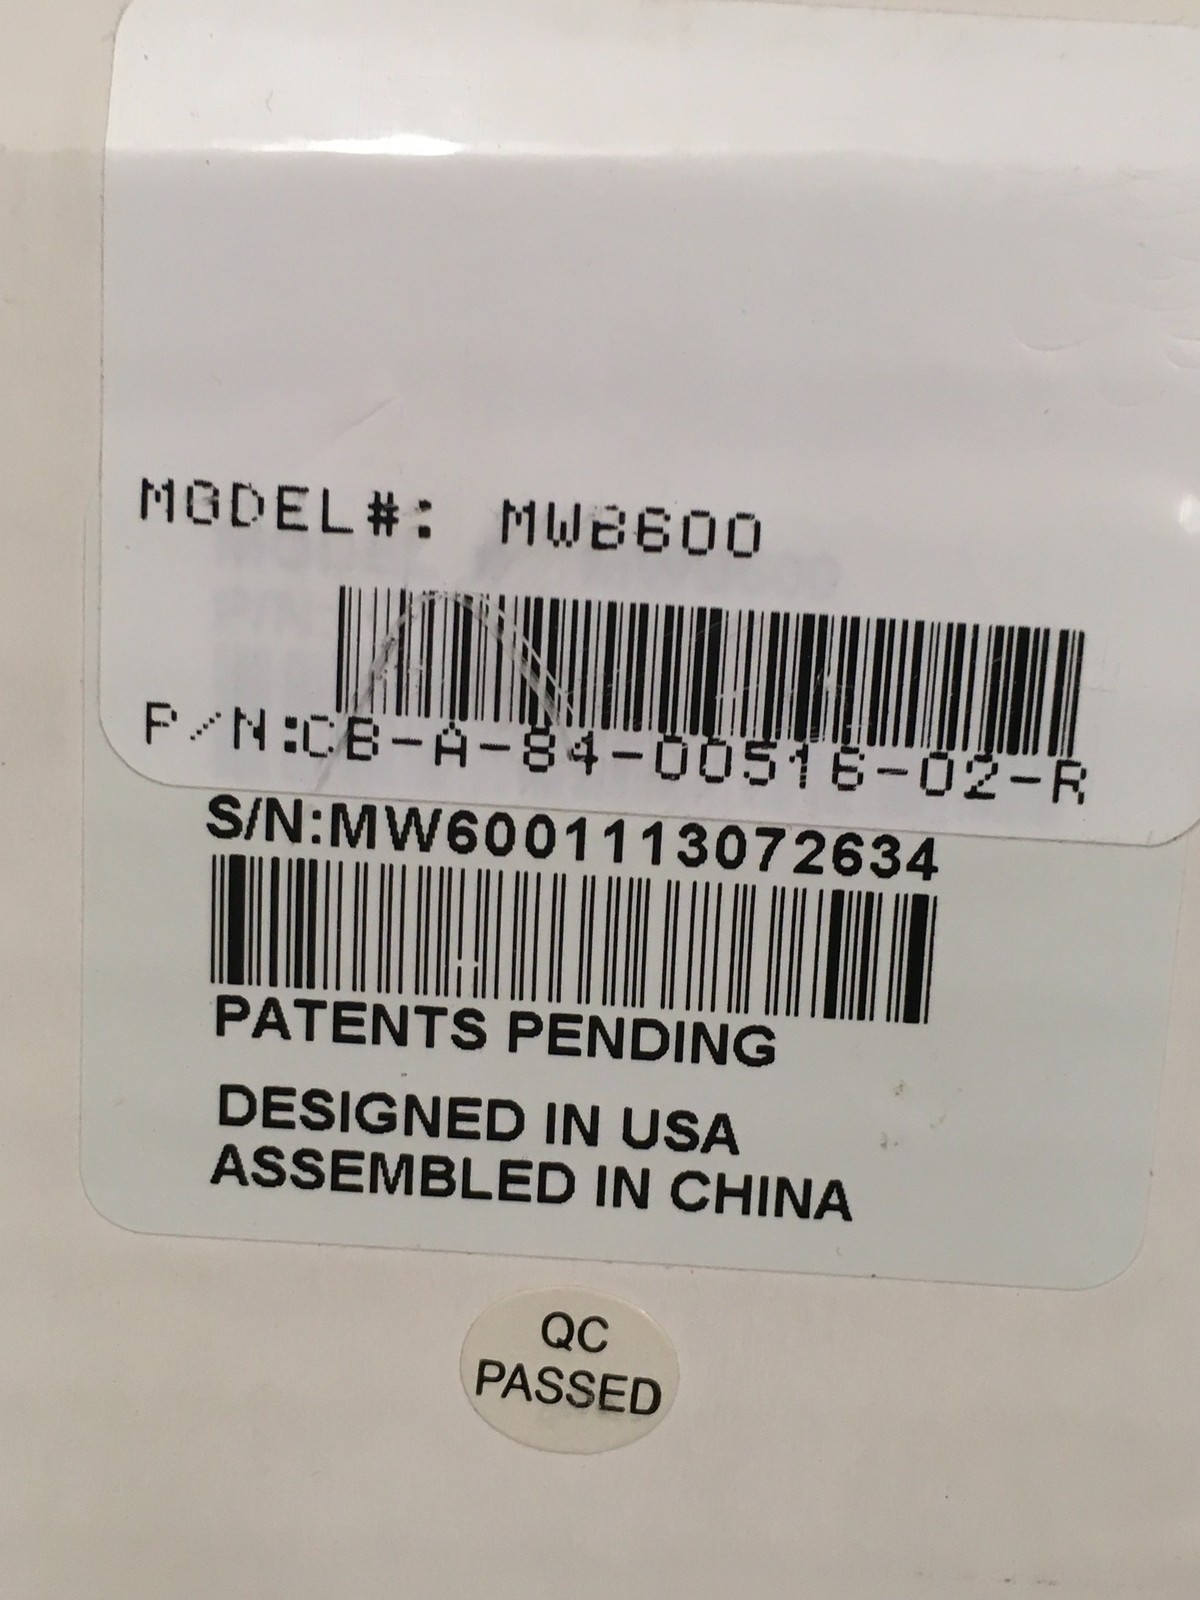 MODEL#: MW8600
P/N:CB-A-84-00516-02-R
S/N:MW6001113072634
PATENTS PENDING
DESIGNED IN USA
ASSEMBLED IN CHINA
QC
PASSED